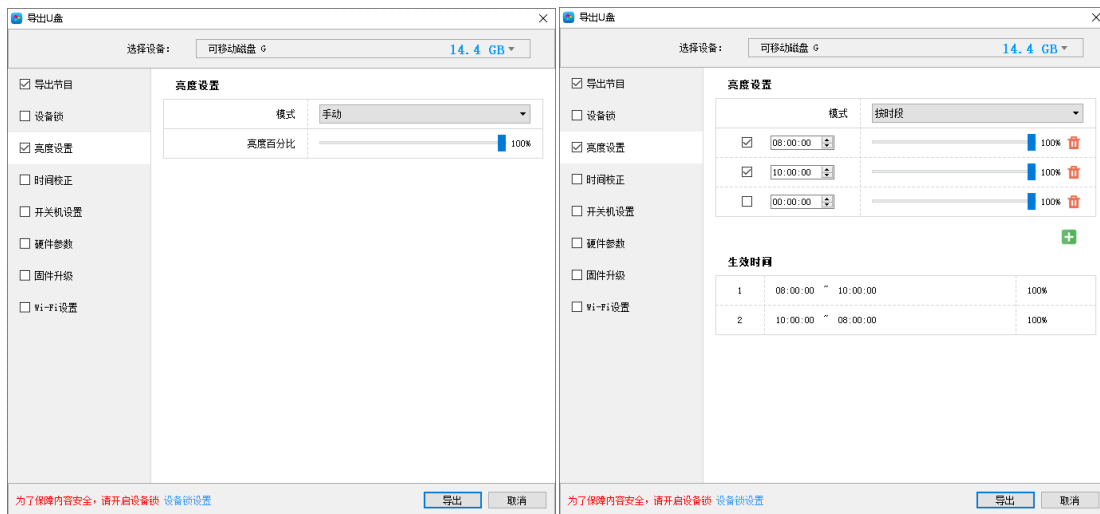 导出U盘
选择设备: 可移动磁盘 G 14.4 GB
导出节目
设备锁
亮度设置
时间校正
开关机设置
硬件参数
固件升级
Wi-Fi设置
亮度设置
模式 手动
亮度百分比 100%
为了保障内容安全,请开启设备锁 设备锁设置
导出 取消
导出U盘
选择设备: 可移动磁盘 G 14.4 GB
导出节目
设备锁
亮度设置
时间校正
开关机设置
硬件参数
固件升级
Wi-Fi设置
亮度设置
模式 按时段
08:00:00 100%
10:00:00 100%
00:00:00 100%
生效时间
1 08:00:00 ~ 10:00:00 100%
2 10:00:00 ~ 08:00:00 100%
为了保障内容安全,请开启设备锁 设备锁设置
导出 取消